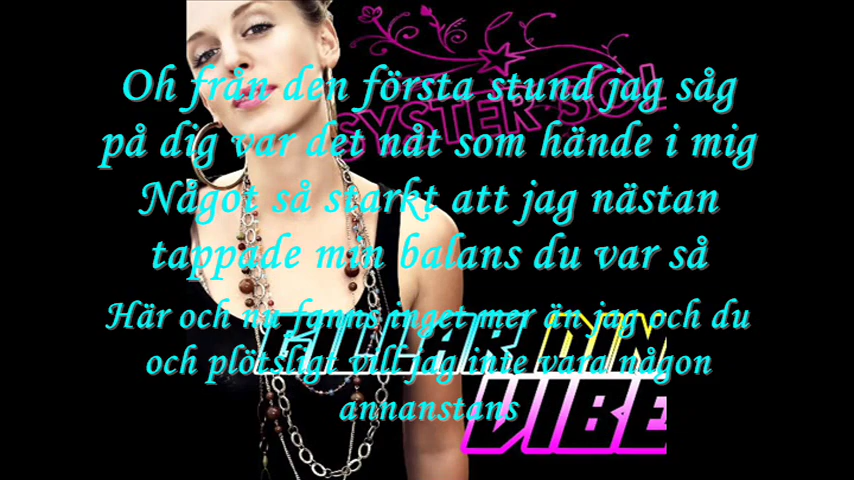 SYSTER SOL
Oh från den första stund jag såg
på dig var det nåt som hände i mig
Något så starkt att jag nästan
tappade min balans du var så
Här och nu fanns inget mer än jag och du
och plötsligt vill jag inte vara någon
annanstans
GILLAR DIN
VIBE